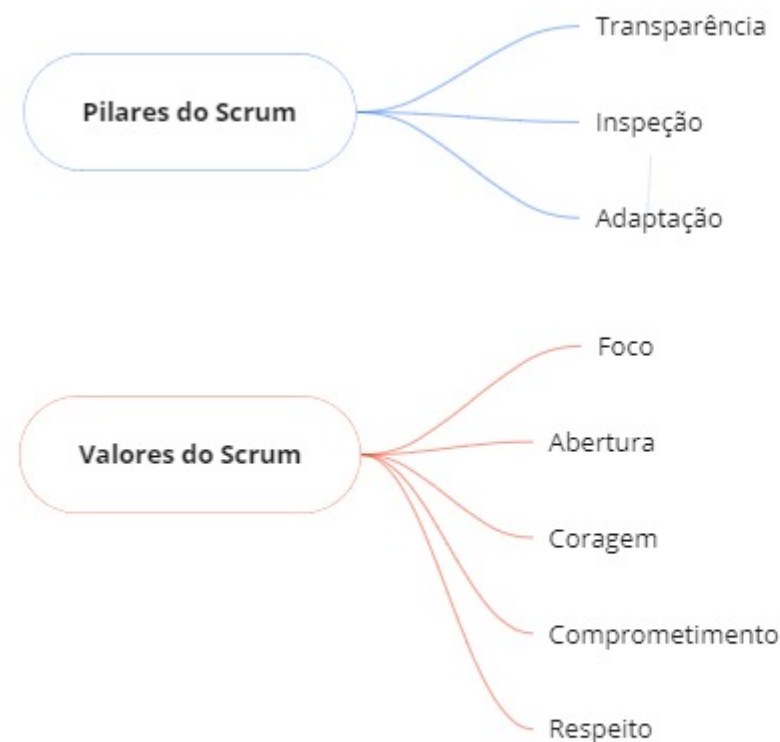 Pilares do Scrum
Transparência
Inspeção
Adaptação
Valores do Scrum
Foco
Abertura
Coragem
Comprometimento
Respeito